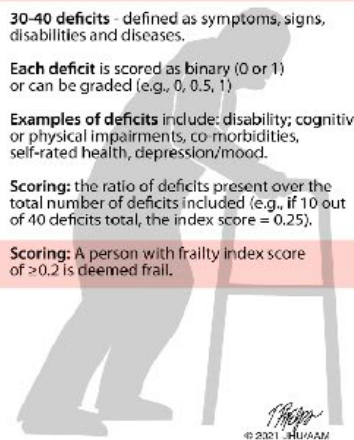 30-40 deficits - defined as symptoms, signs,
disabilities and diseases.
Each deficit is scored as binary (0 or 1)
or can be graded (e.g., 0, 0.5, 1)
Examples of deficits include: disability; cognitiv
or physical impairments, co-morbidities,
self-rated health, depression/mood.
Scoring: the ratio of deficits present over the
total number of deficits included (e.g., if 10 out
of 40 deficits total, the index score = 0.25).
Scoring: A person with frailty index score
of ≥0.2 is deemed frail.
© 2021 JHU/AAM